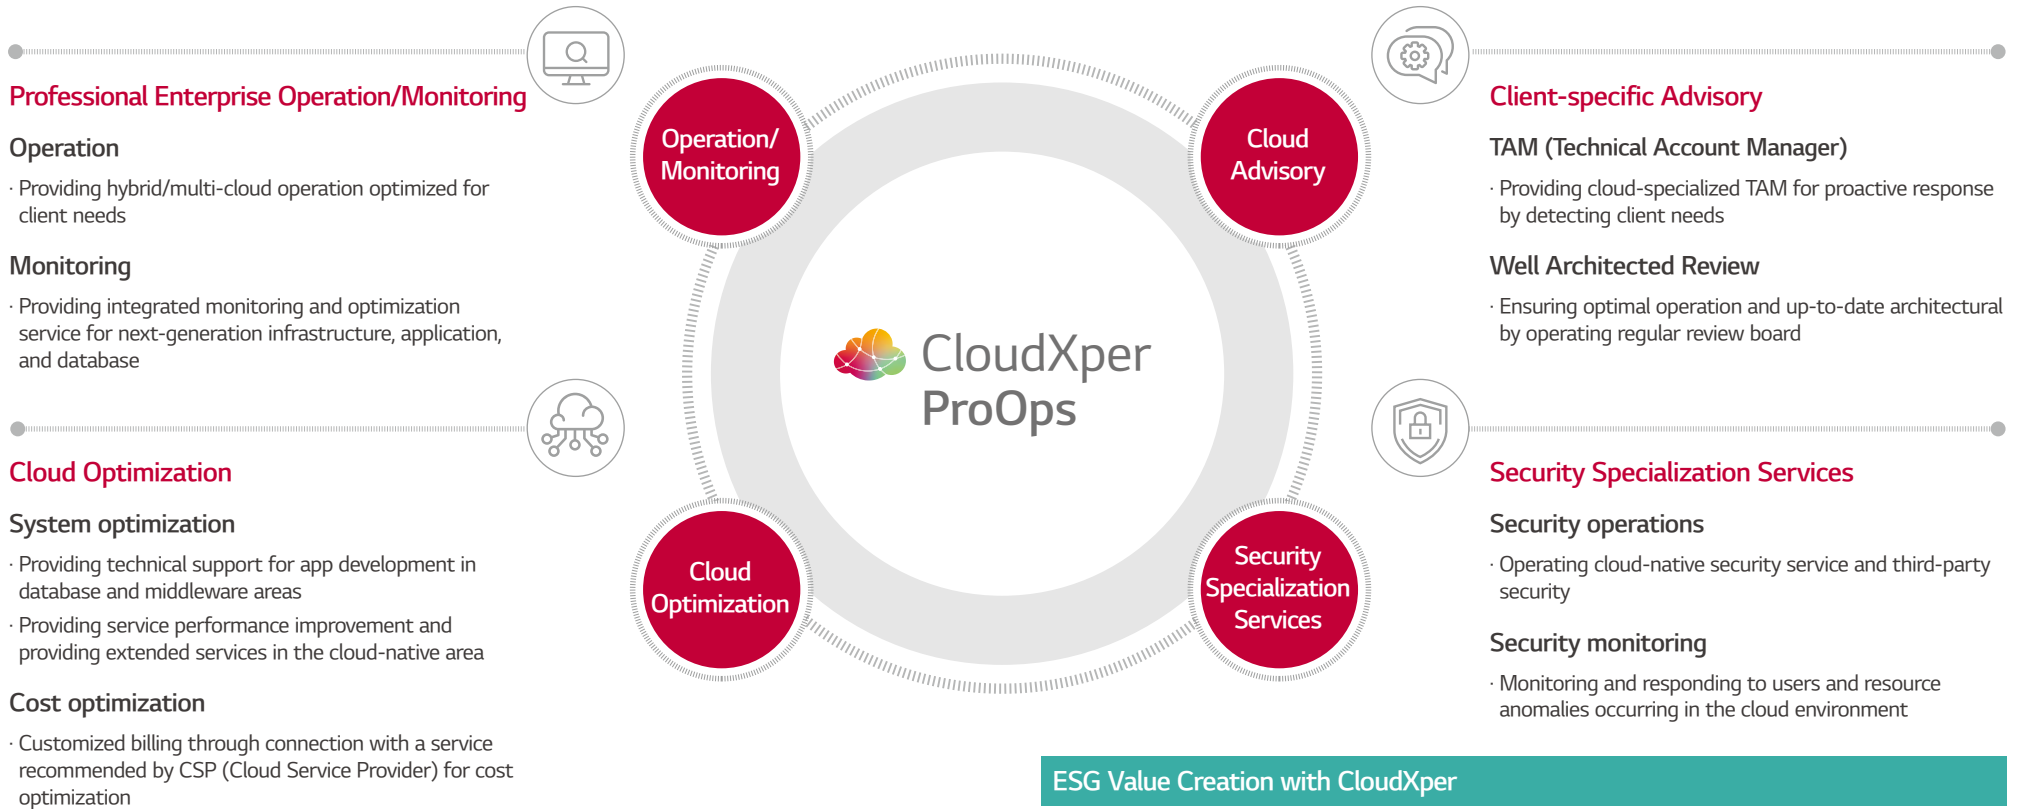 Professional Enterprise Operation/Monitoring
Operation
· Providing hybrid/multi-cloud operation optimized for
client needs
Monitoring
· Providing integrated monitoring and optimization
service for next-generation infrastructure, application,
and database
Cloud Optimization
System optimization
· Providing technical support for app development in
database and middleware areas
· Providing service performance improvement and
providing extended services in the cloud-native area
Cost optimization
· Customized billing through connection with a service
recommended by CSP (Cloud Service Provider) for cost
optimization
Operation/
Monitoring
Cloud
Advisory
CloudXper
ProOps
Cloud
Optimization
Security
Specialization
Services
Client-specific Advisory
TAM (Technical Account Manager)
· Providing cloud-specialized TAM for proactive response
by detecting client needs
Well Architected Review
· Ensuring optimal operation and up-to-date architectural
by operating regular review board
Security Specialization Services
Security operations
· Operating cloud-native security service and third-party
security
Security monitoring
· Monitoring and responding to users and resource
anomalies occurring in the cloud environment
ESG Value Creation with CloudXper